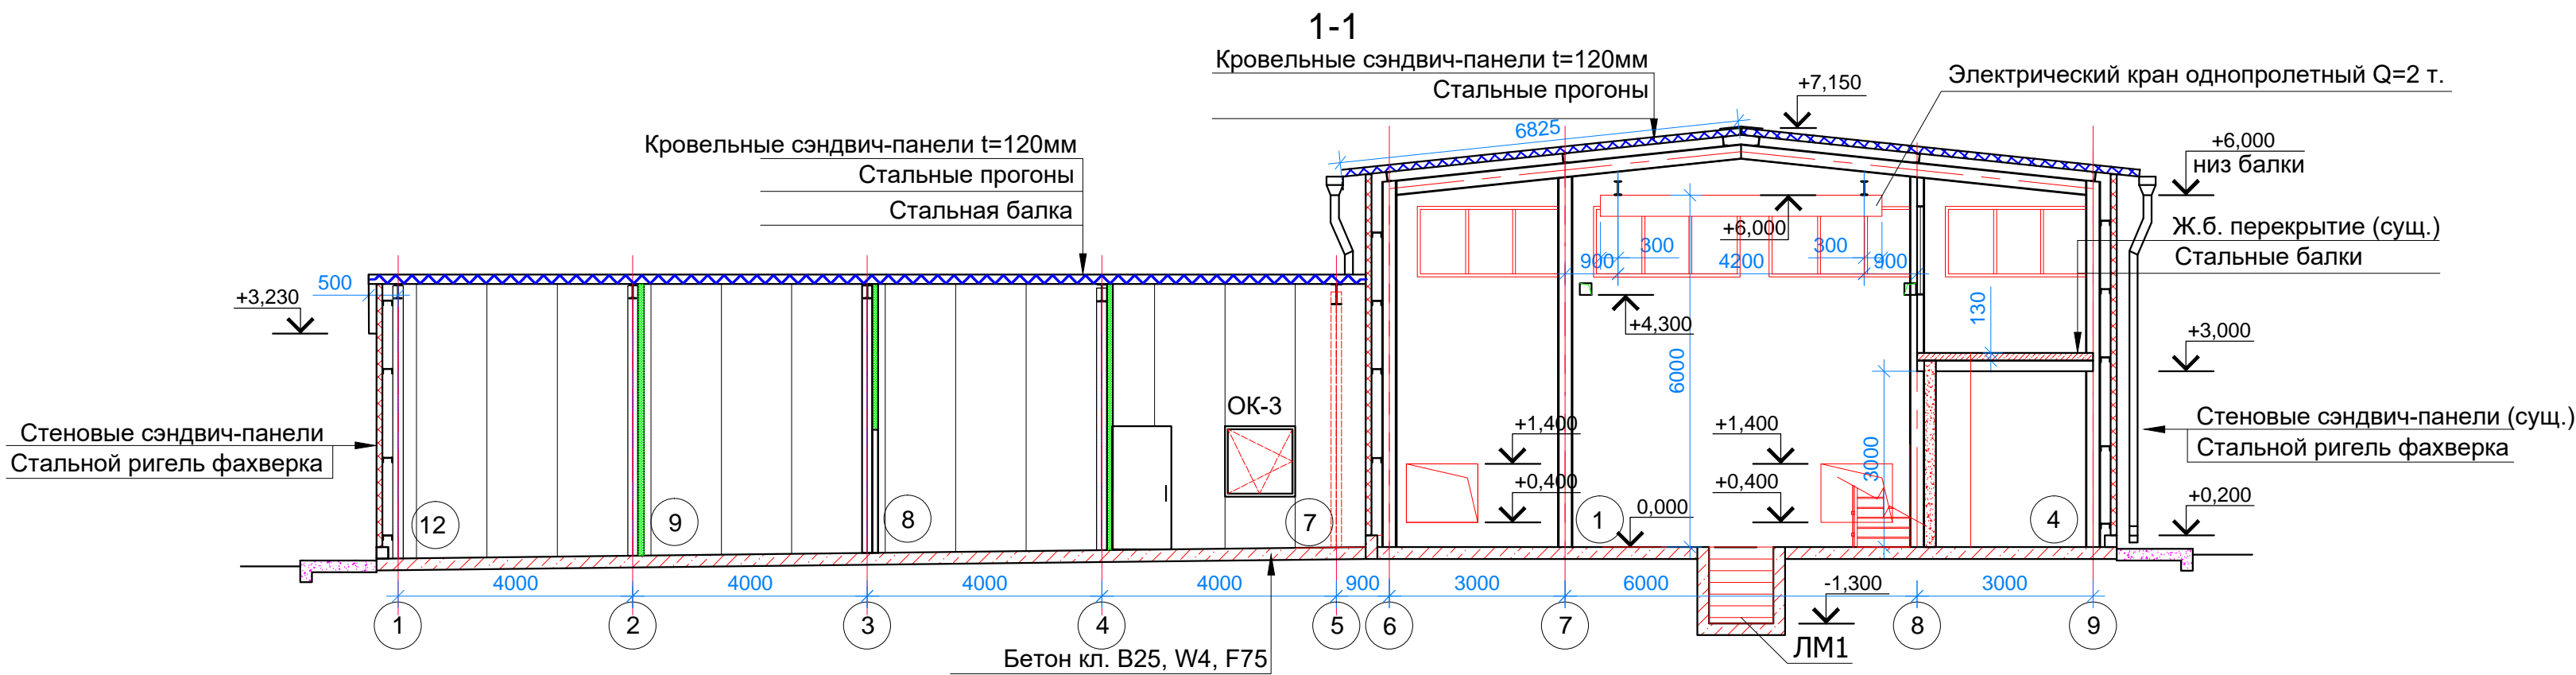 1-1
Кровельные сэндвич-панели t=120мм
Стальные прогоны
Электрический кран однопролетный Q=2 т.
+7,150
6825
Кровельные сэндвич-панели t=120мм
Стальные прогоны
Стальная балка
+6,000
низ балки
Ж.б. перекрытие (сущ.)
Стальные балки
+6,000
300
300
900
4200
900
500
+3,230
+4,300
130
+3,000
6000
3000
ОК-3
+1,400
+1,400
+0,400
+0,400
0,000
+0,200
Стеновые сэндвич-панели
Стальной ригель фахверка
Стеновые сэндвич-панели (сущ.)
Стальной ригель фахверка
12
9
8
7
1
4
4000
4000
4000
4000
900
3000
6000
-1,300
3000
1
2
3
4
5
6
7
8
9
Бетон кл. В25, W4, F75
ЛМ1